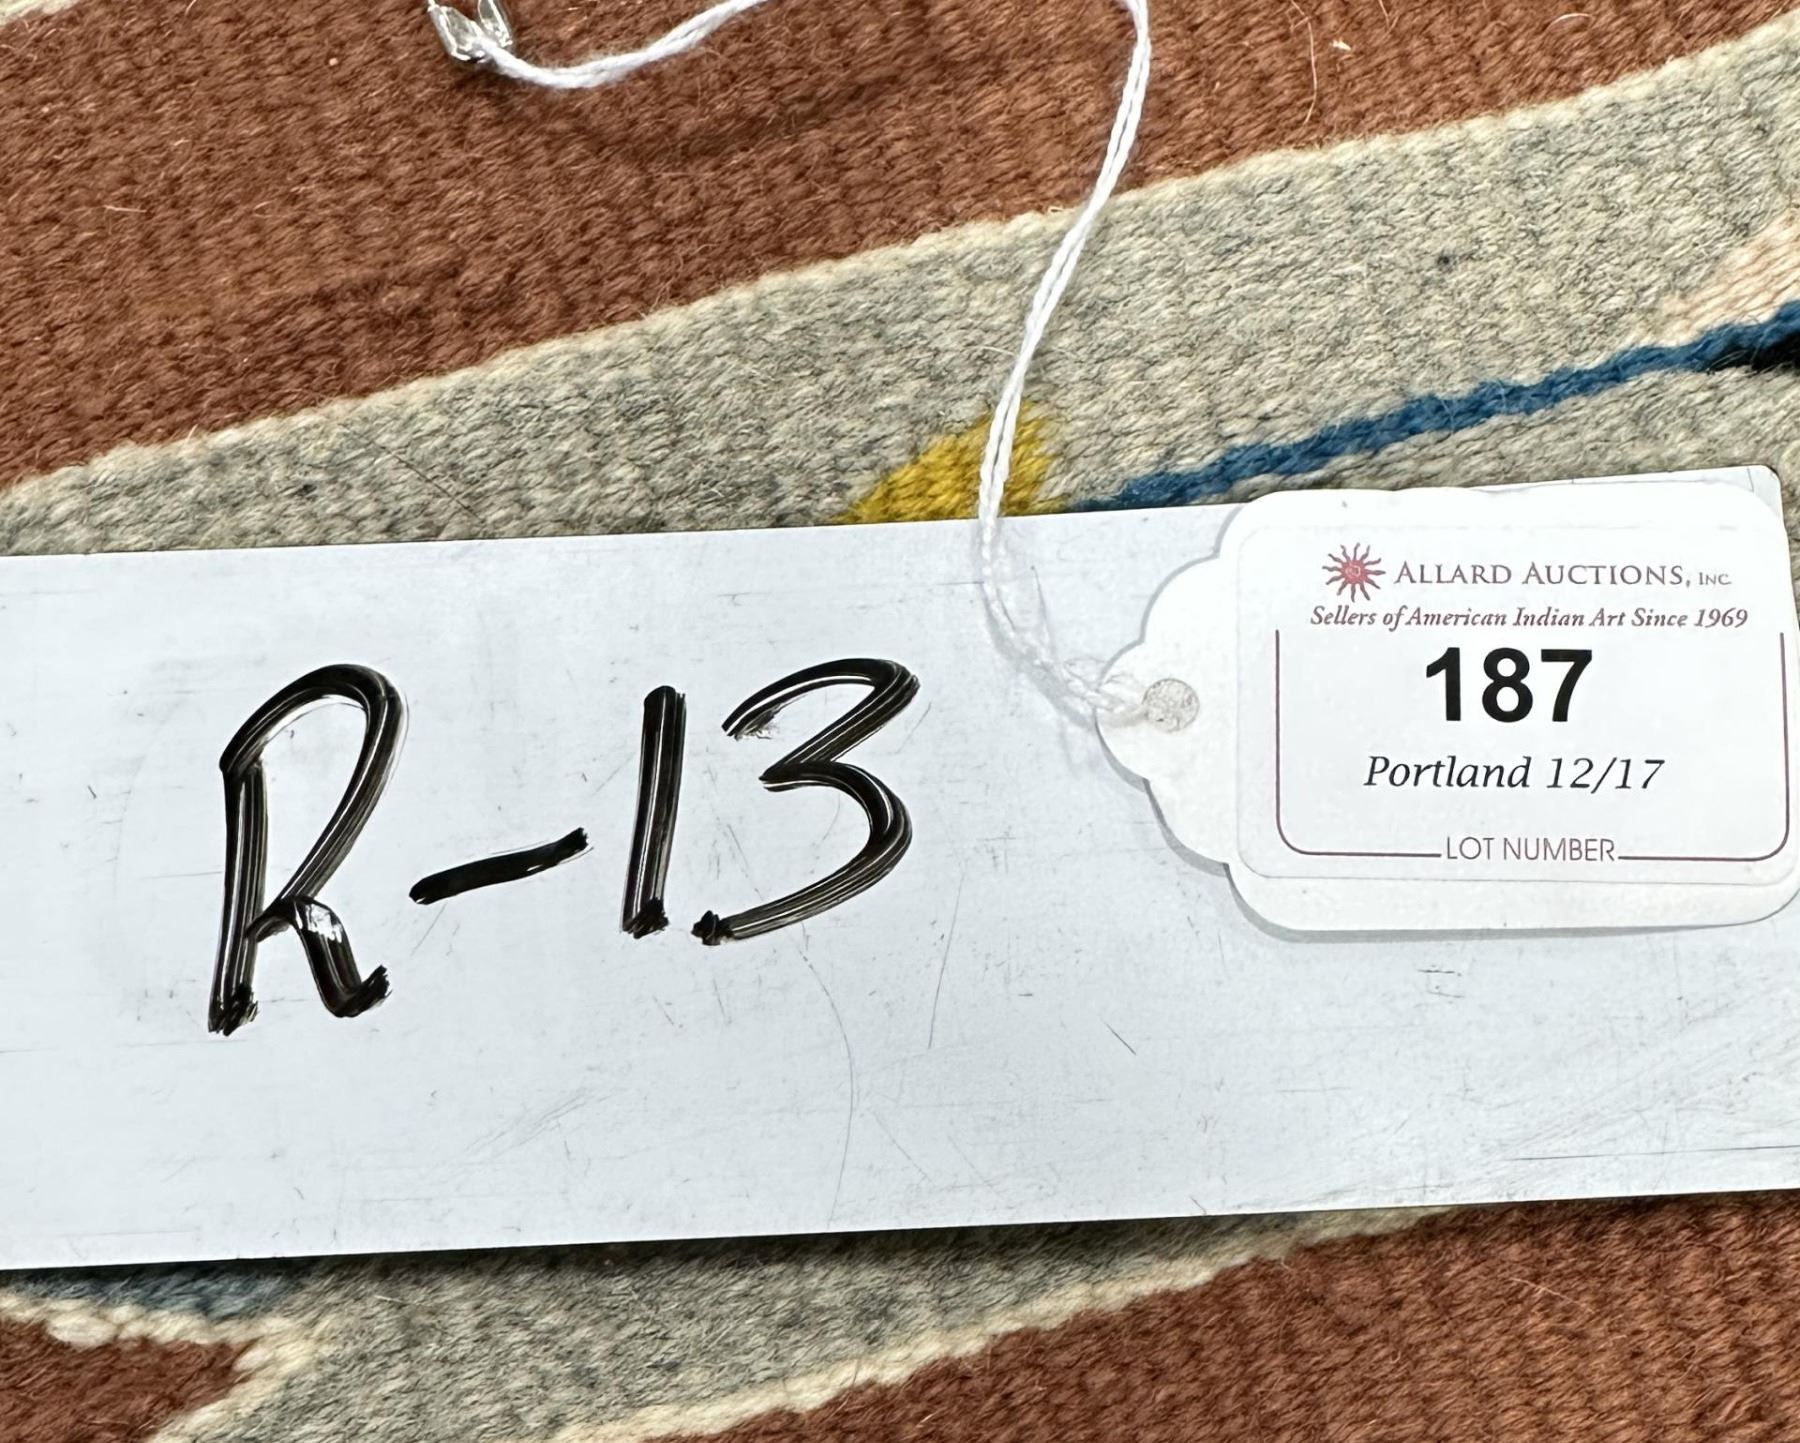 R-13
ALLARD AUCTIONS, INC
Sellers of American Indian Art Since 1969
187
Portland 12/17
LOT NUMBER